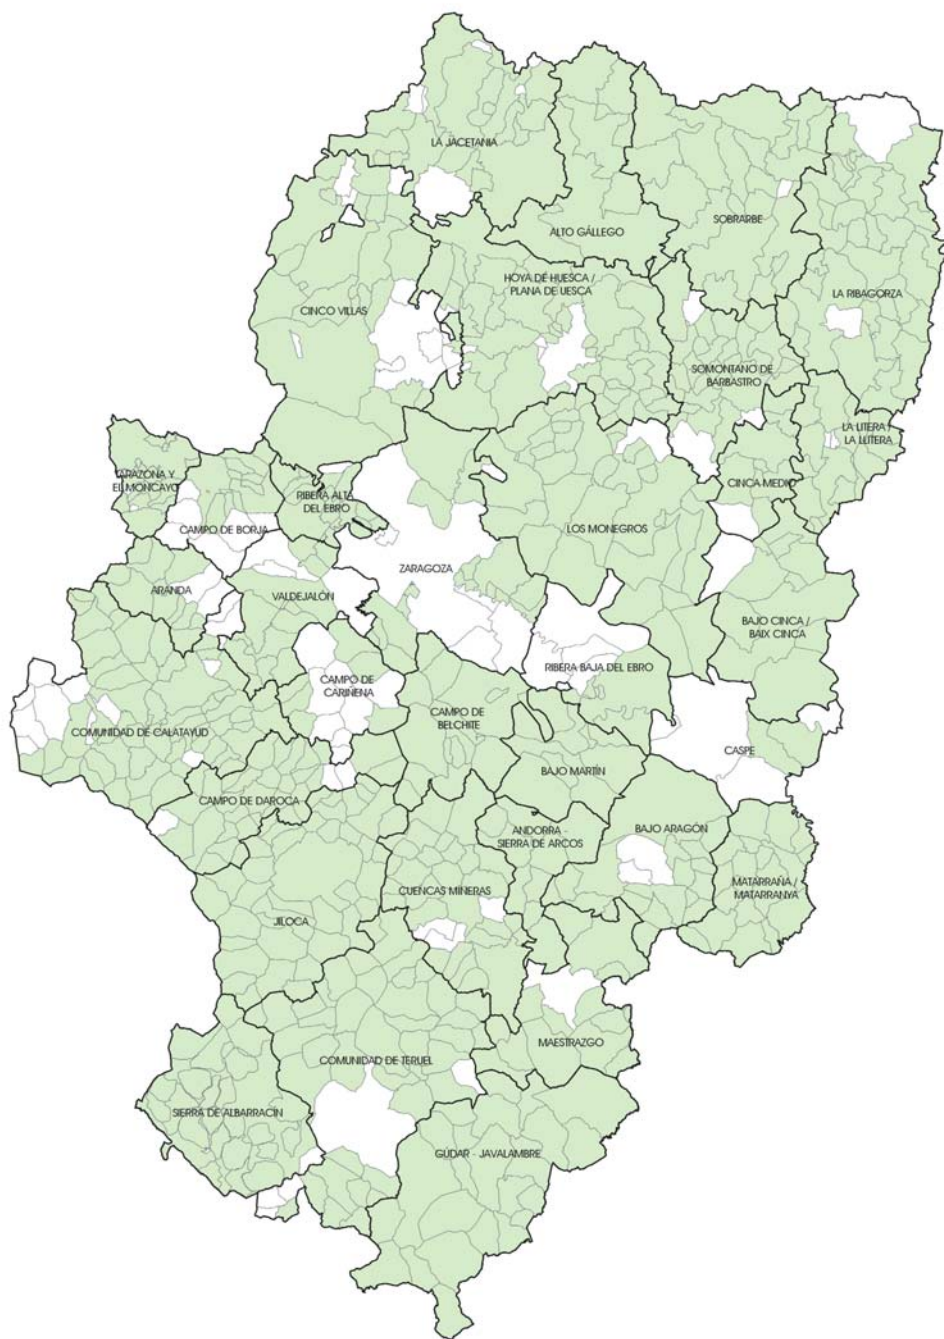 LA JACETANIA
ALTO GÁLLEGO
SOBRARBE
HOYA DE HUESCA /
PLANA DE UESCA
LA RIBAGORZA
CINCO VILLAS
SOMONTANO DE
BARBASTRO
LA LITERA /
LA LLITERA
TARAZONA Y
EL MONCAYO
RIBERA ALTA
DEL EBRO
CINCA MEDIO
CAMPO DE BORJA
LOS MONEGROS
ZARAGOZA
ARANDA
VALDEJALÓN
BAJO CINCA /
BAIX CINCA
RIBERA BAJA DEL EBRO
CAMPO DE
CARIÑENA
CAMPO DE
BELCHITE
COMUNIDAD DE CALATAYUD
CASPE
BAJO MARTÍN
CAMPO DE DAROCA
ANDORRA -
SIERRA DE ARCOS
BAJO ARAGÓN
MATARRAÑA /
MATARRANYA
CUENCAS MINERAS
JILOCA
MAESTRAZGO
COMUNIDAD DE TERUEL
SIERRA DE ALBARRACÍN
GÚDAR - JAVALAMBRE